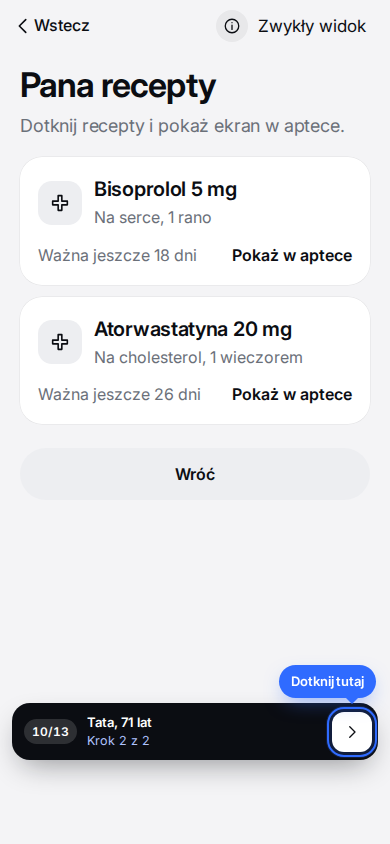 Wstecz
Zwykły widok
Pana recepty
Dotknij recepty i pokaż ekran w aptece.
Bisoprolol 5 mg
Na serce, 1 rano
Ważna jeszcze 18 dni
Pokaż w aptece
Atorwastatyna 20 mg
Na cholesterol, 1 wieczorem
Ważna jeszcze 26 dni
Pokaż w aptece
Wróć
Dotknij tutaj
10/13
Tata, 71 lat
Krok 2 z 2